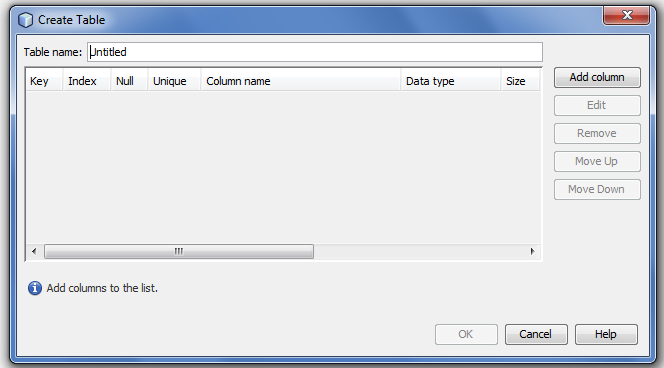 Create Table
Table name: Untitled
Key Index Null Unique Column name Data type Size
Add column
Edit
Remove
Move Up
Move Down
Add columns to the list.
OK Cancel Help